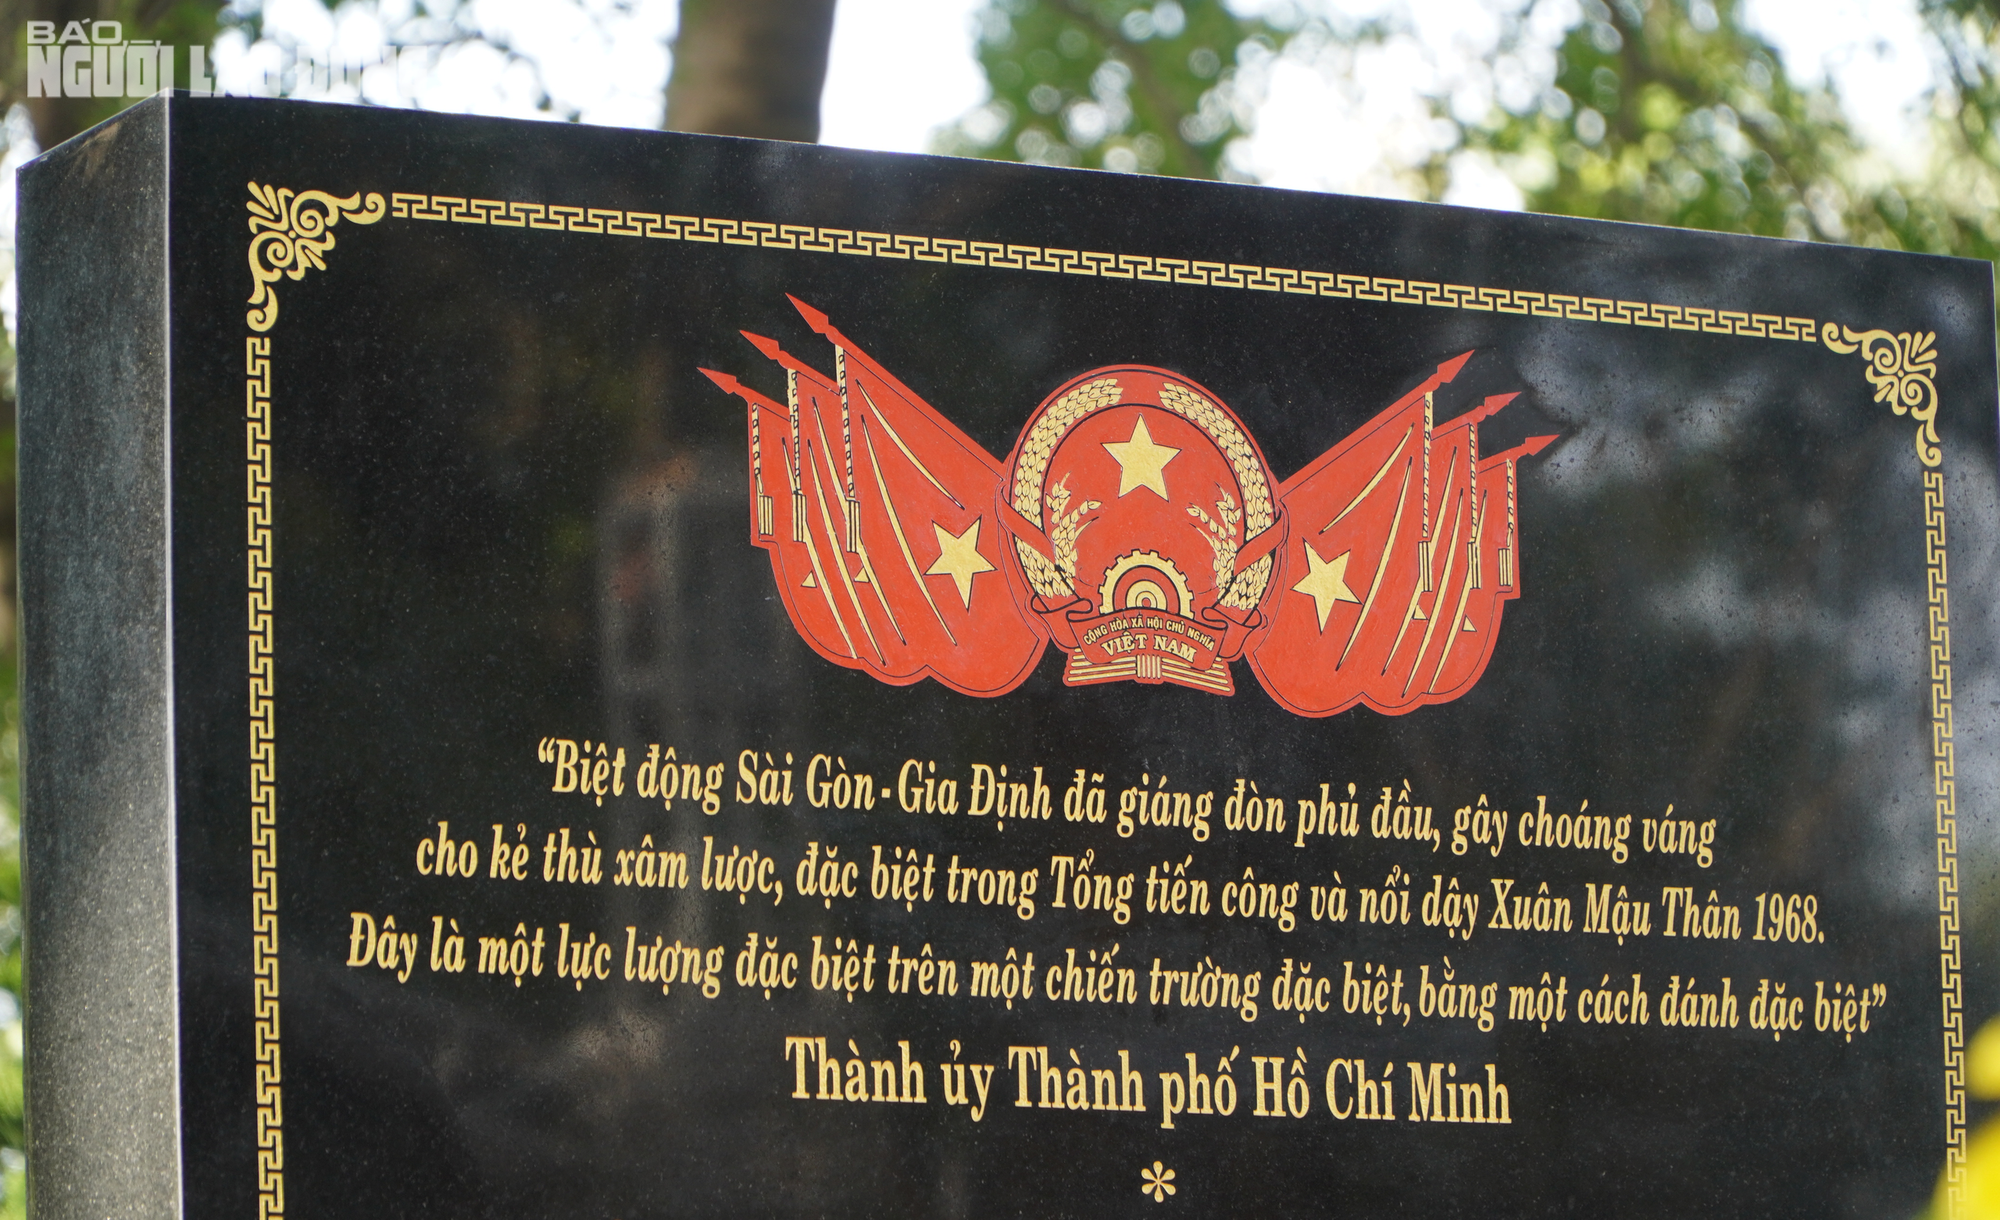 BÁO
NGƯỜI LAO ĐỘNG
CỘNG HÒA XÃ HỘI CHỦ NGHĨA
VIỆT NAM
“Biệt động Sài Gòn - Gia Định đã giáng đòn phủ đầu, gây choáng váng
cho kẻ thù xâm lược, đặc biệt trong Tổng tiến công và nổi dậy Xuân Mậu Thân 1968.
Đây là một lực lượng đặc biệt trên một chiến trường đặc biệt, bằng một cách đánh đặc biệt”
Thành ủy Thành phố Hồ Chí Minh
*